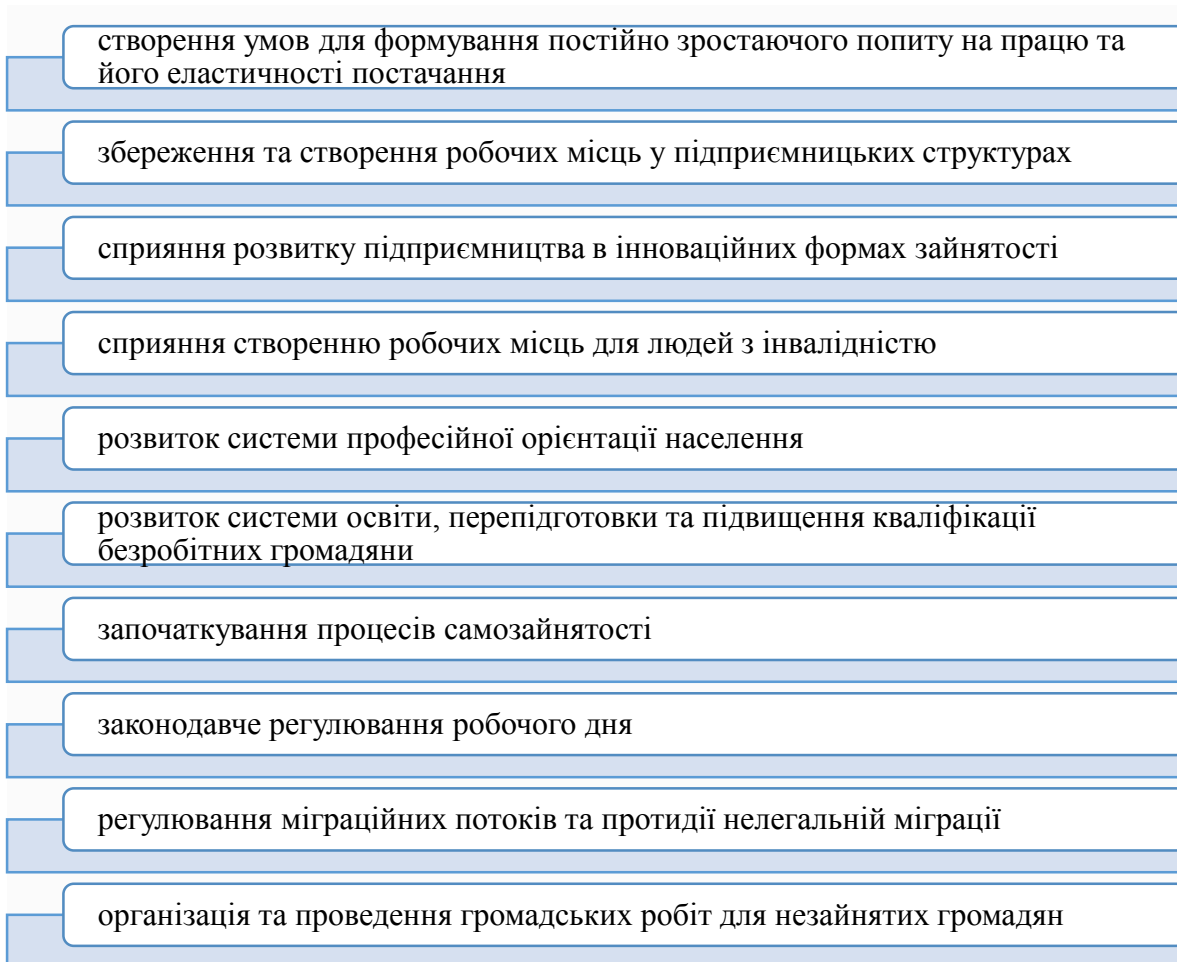 створення умов для формування постійно зростаючого попиту на працю та
його еластичності постачання
збереження та створення робочих місць у підприємницьких структурах
сприяння розвитку підприємництва в інноваційних формах зайнятості
сприяння створенню робочих місць для людей з інвалідністю
розвиток системи професійної орієнтації населення
розвиток системи освіти, перепідготовки та підвищення кваліфікації
безробітних громадяни
започаткування процесів самозайнятості
законодавче регулювання робочого дня
регулювання міграційних потоків та протидії нелегальній міграції
організація та проведення громадських робіт для незайнятих громадян